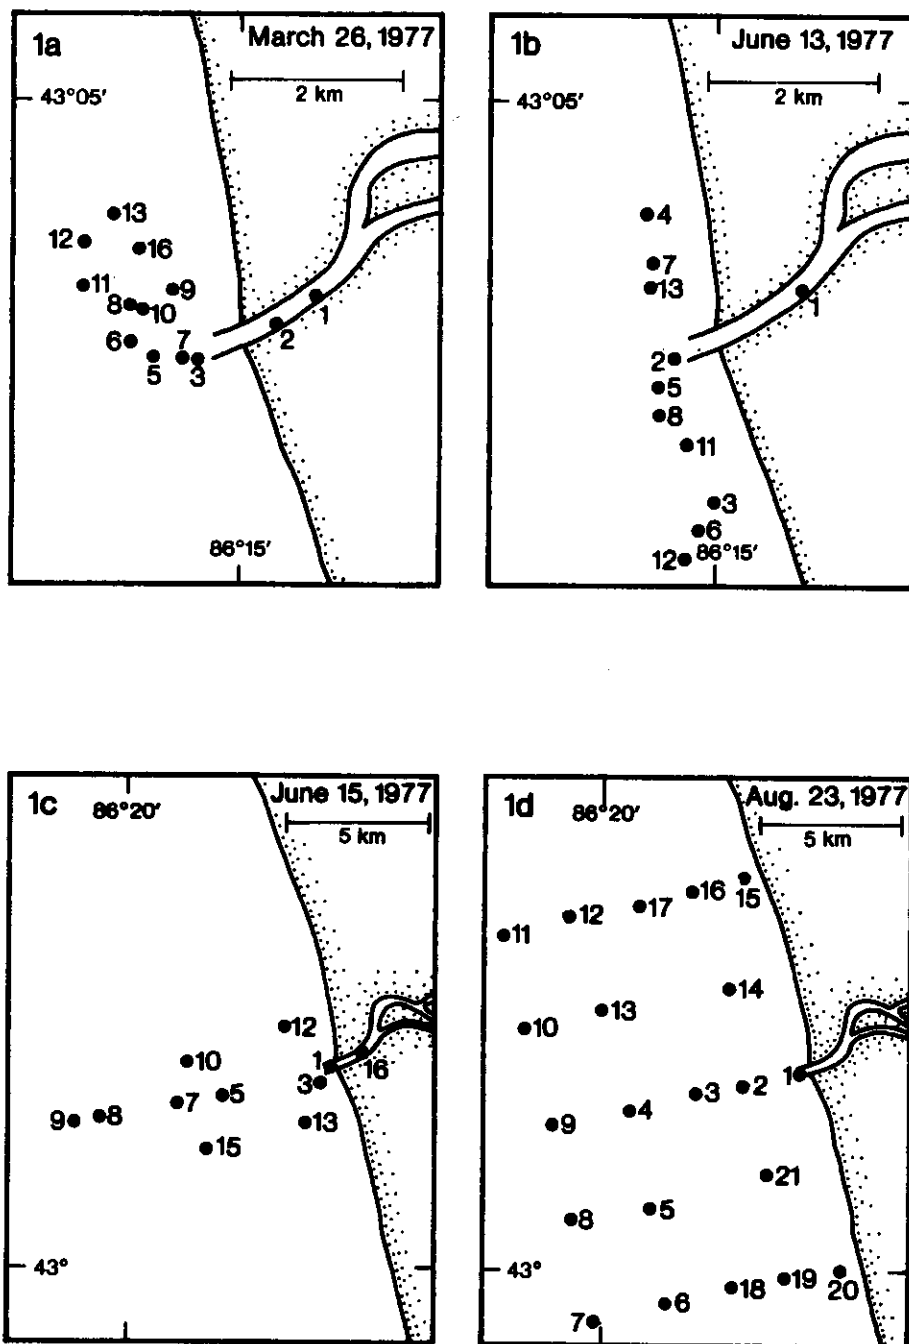 1a March 26, 1977
2 km
43°05′
13
12 16
11 9
8 10 1
6 2
5 7 3
86°15′
1b June 13, 1977
2 km
43°05′
4
7
13 1
2
5
8
11
3
6
86°15′
12
1c June 15, 1977
86°20′
5 km
12
10 1 16
3
9 8 7 5 13
15
43°
1d Aug. 23, 1977
86°20′
5 km
11 12 17 16 15
10 13 14
9 4 3 2 1
8 5 21
43°
7 6 18 19 20